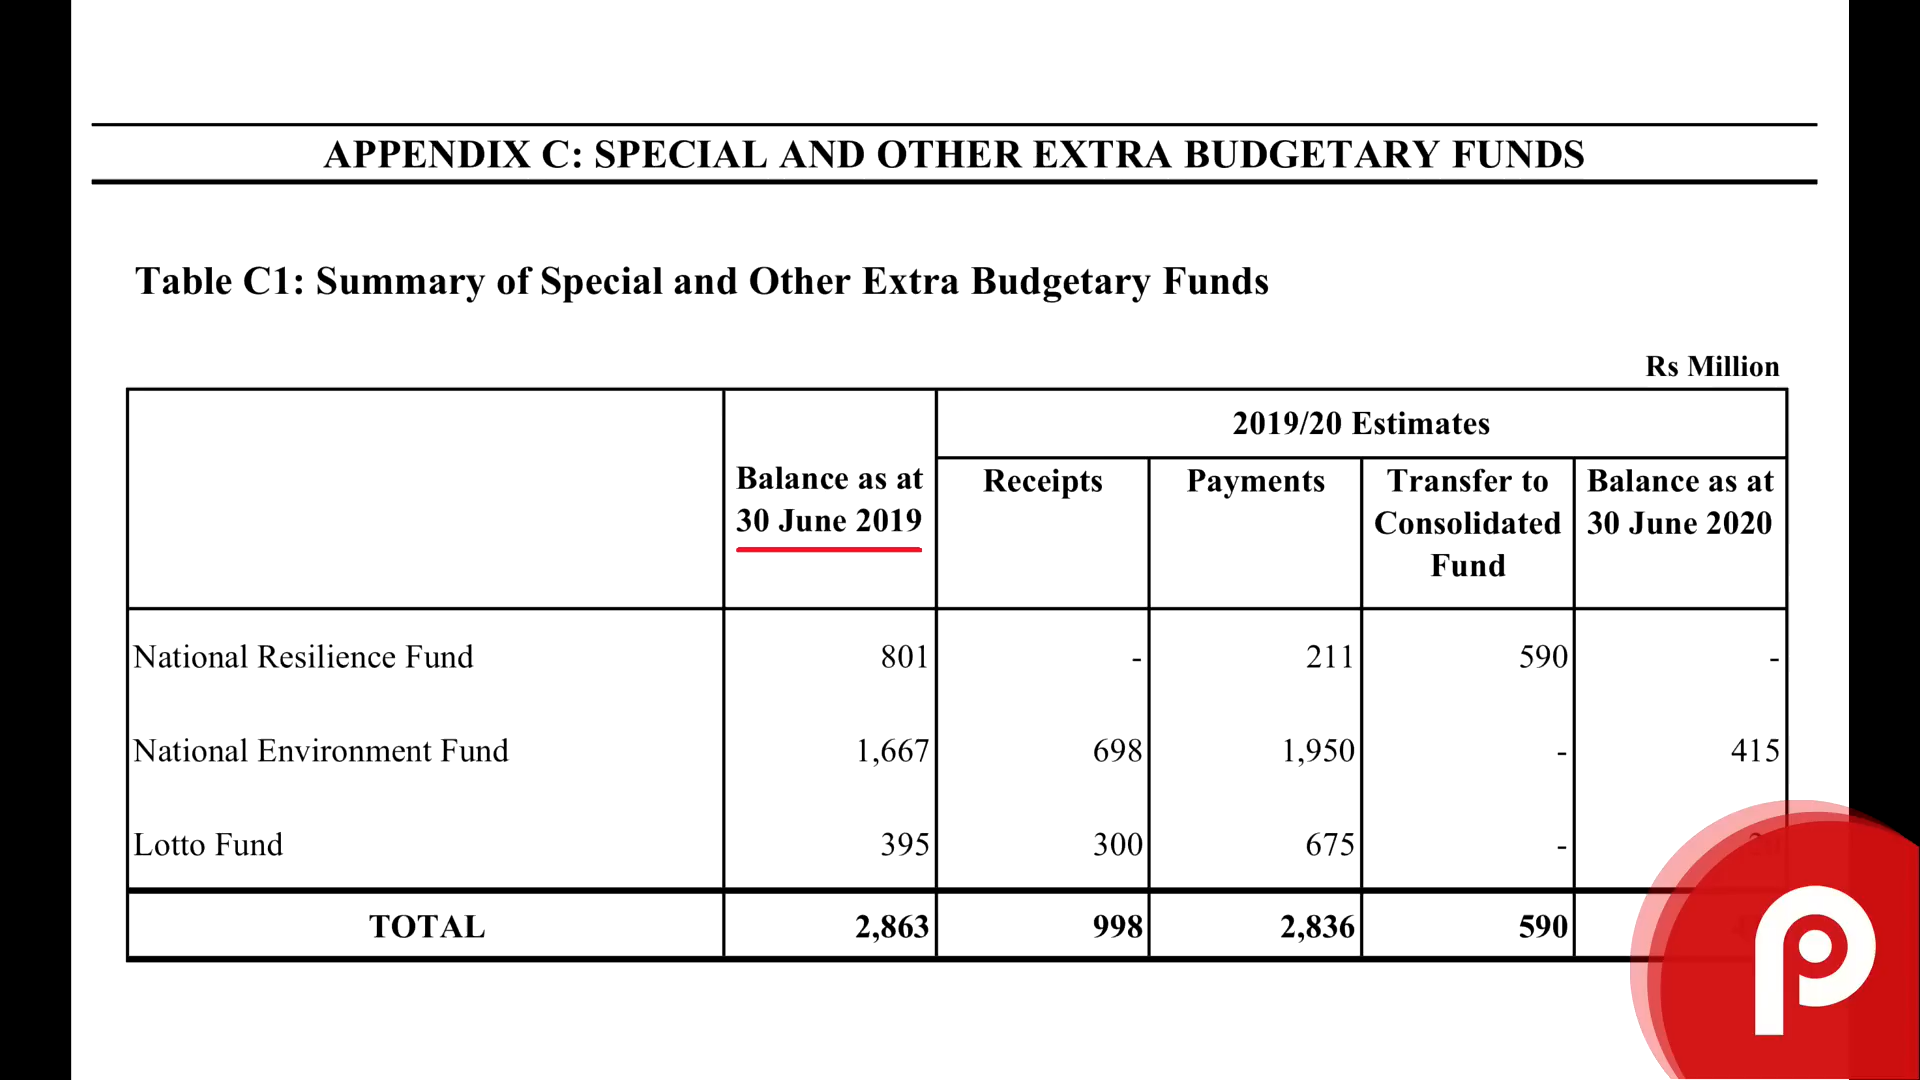 APPENDIX C: SPECIAL AND OTHER EXTRA BUDGETARY FUNDS
Table C1: Summary of Special and Other Extra Budgetary Funds
Rs Million
2019/20 Estimates
Balance as at 30 June 2019 Receipts Payments Transfer to Consolidated Fund Balance as at 30 June 2020
National Resilience Fund 801 - 211 590 -
National Environment Fund 1,667 698 1,950 - 415
Lotto Fund 395 300 675 -
TOTAL 2,863 998 2,836 590